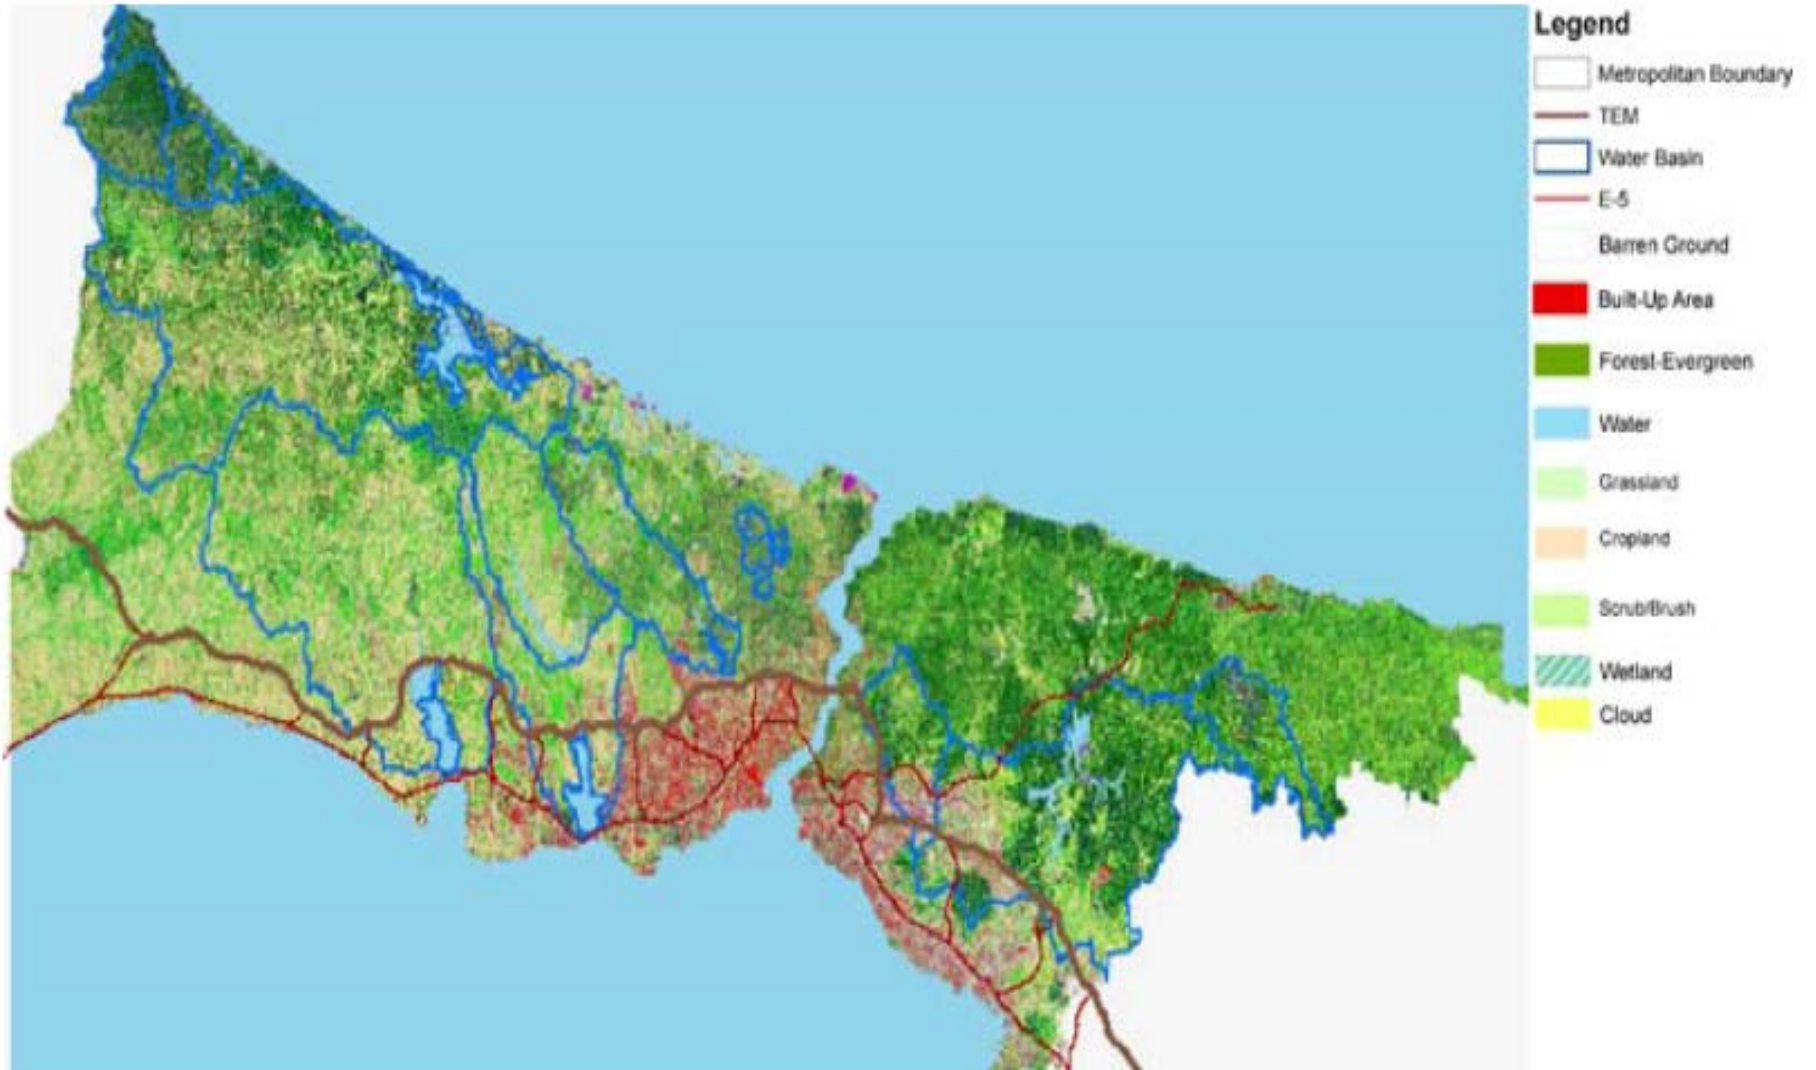 Legend
Metropolitan Boundary
TEM
Water Basin
E-5
Barren Ground
Built-Up Area
Forest-Evergreen
Water
Grassland
Cropland
Scrub/Brush
Wetland
Cloud